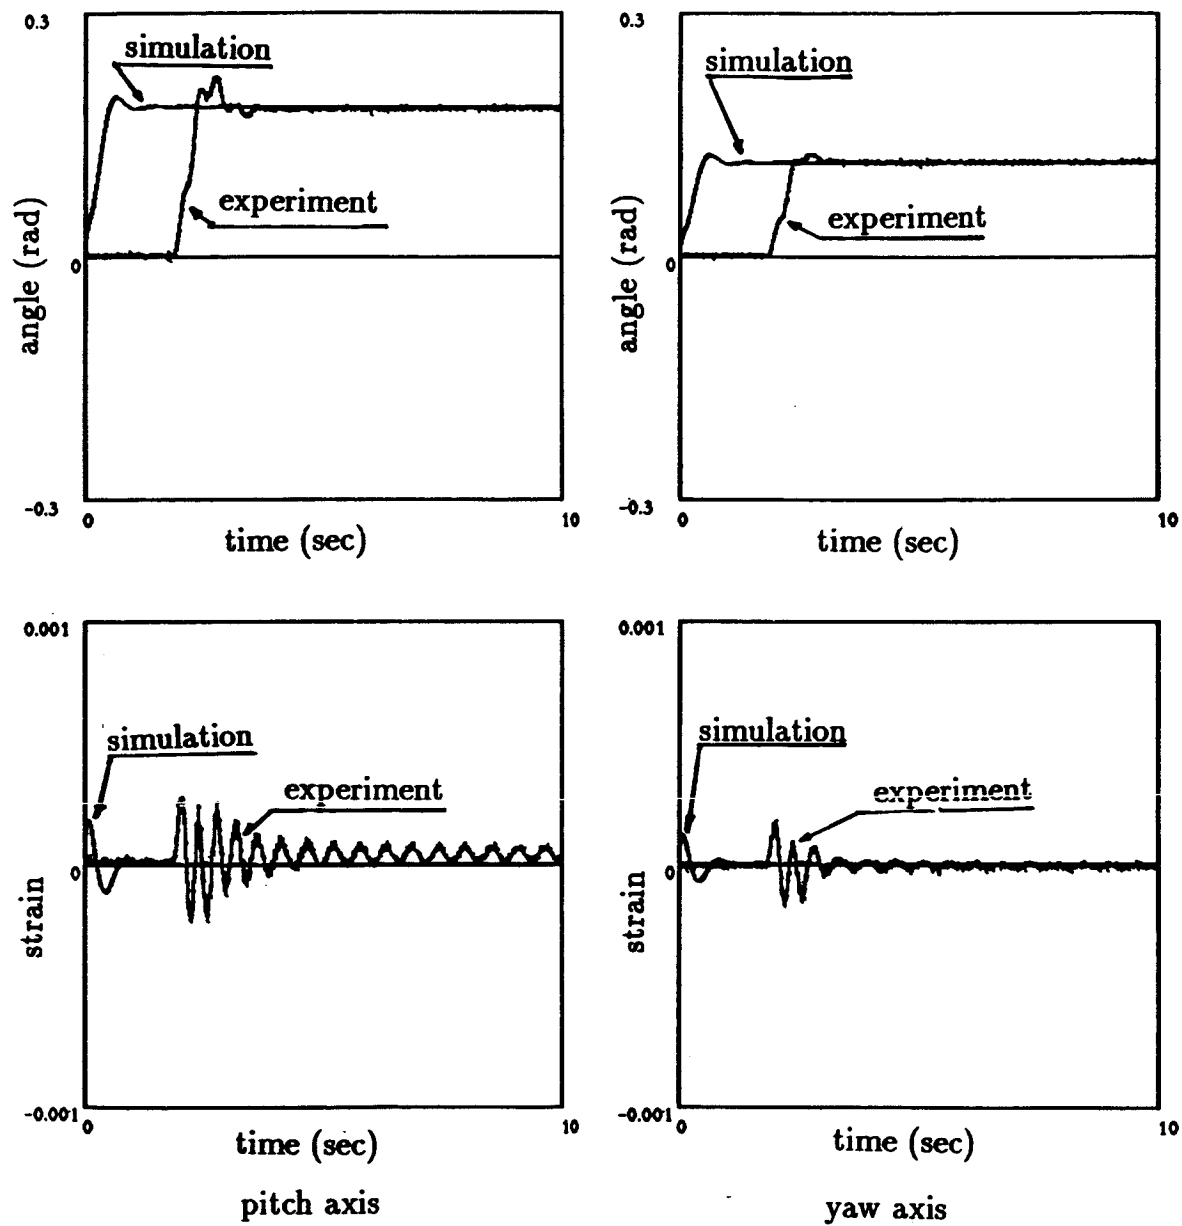 0.3
simulation
experiment
angle (rad)
0
-0.3
0
10
time (sec)
0.3
simulation
experiment
angle (rad)
0
-0.3
0
10
time (sec)
0.001
simulation
experiment
0
strain
-0.001
0
10
time (sec)
pitch axis
0.001
simulation
experiment
0
strain
-0.001
0
10
time (sec)
yaw axis